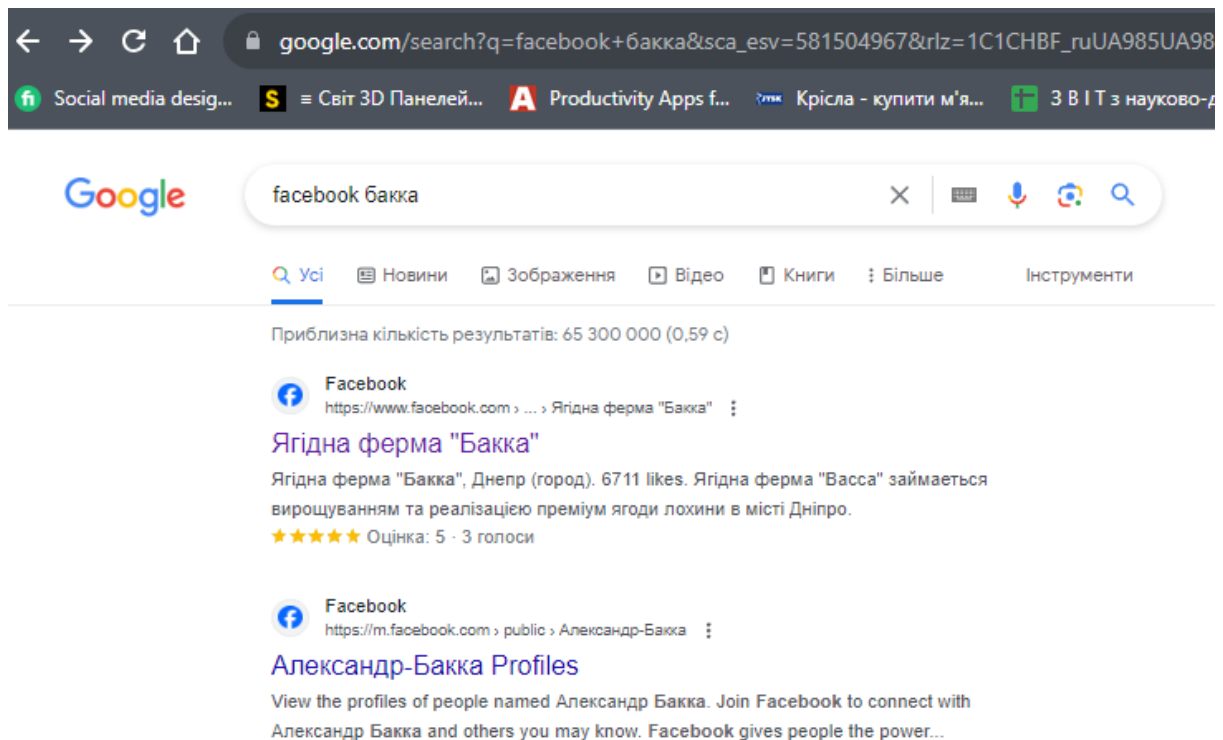 google.com/search?q=facebook+бакка&sca_esv=581504967&rlz=1C1CHBF_ruUA985UA98
Social media desig... S ≡ Світ 3D Панелей... Productivity Apps f... Крісла - купити м'я... З В І Т з науково-д
Google facebook бакка
Усі Новини Зображення Відео Книги Більше Інструменти
Приблизна кількість результатів: 65 300 000 (0,59 с)
Facebook
https://www.facebook.com › ... › Ягідна ферма "Бакка"
Ягідна ферма "Бакка"
Ягідна ферма "Бакка", Днепр (город). 6711 likes. Ягідна ферма "Bacca" займається
вирощуванням та реалізацією преміум ягоди лохини в місті Дніпро.
Оцінка: 5 · 3 голоси
Facebook
https://m.facebook.com › public › Александр-Бакка
Александр-Бакка Profiles
View the profiles of people named Александр Бакка. Join Facebook to connect with
Александр Бакка and others you may know. Facebook gives people the power...